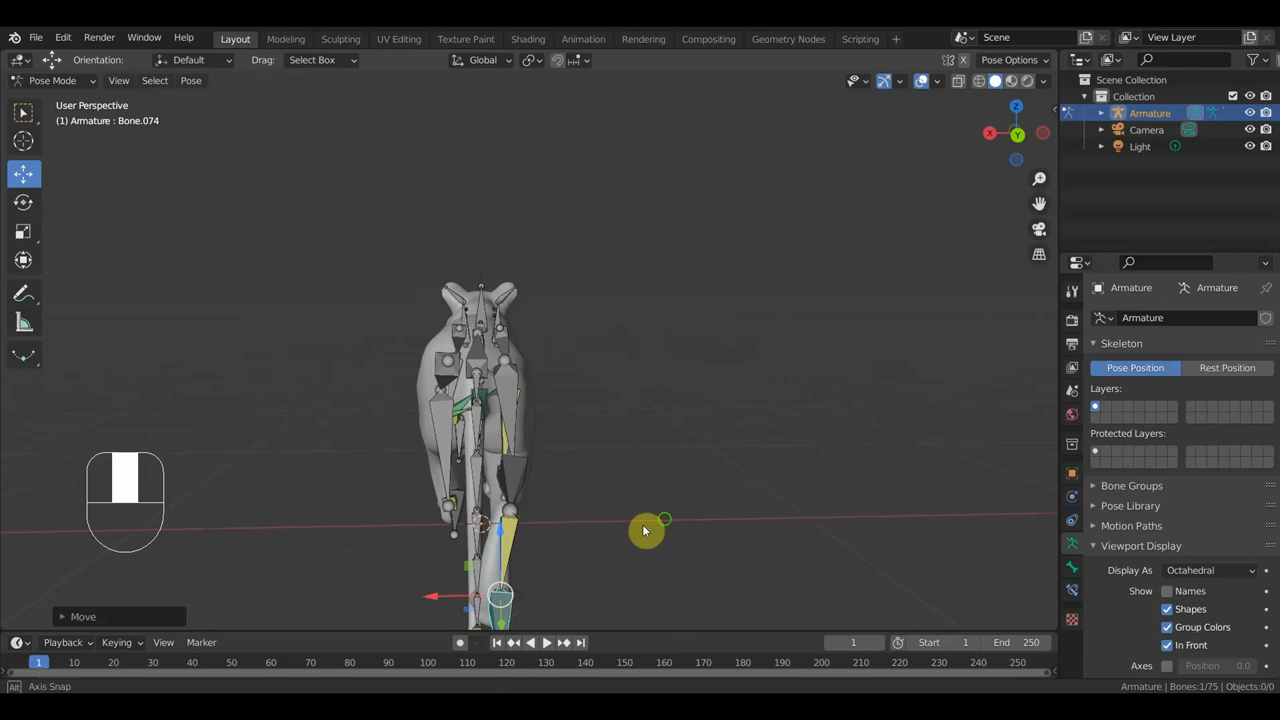 File Edit Render Window Help Layout Modeling Sculpting UV Editing Texture Paint Shading Animation Rendering Compositing Geometry Nodes Scripting + Scene View Layer
Orientation: Default Drag: Select Box Global X Pose Options
Pose Mode View Select Pose
User Perspective
(1) Armature : Bone.074
Z
X
Y
Scene Collection
Collection
Armature
Camera
Light
Armature Armature
Armature
Skeleton
Pose Position Rest Position
Layers:
Protected Layers:
Bone Groups
Pose Library
Motion Paths
Viewport Display
Display As Octahedral
Show Names
Shapes
Group Colors
In Front
Axes Position 0.0
Move
Playback Keying View Marker 1 Start 1 End 250
1 10 20 30 40 50 60 70 80 90 100 110 120 130 140 150 160 170 180 190 200 210 220 230 240 250
Alt Axis Snap Armature | Bones:1/75 | Objects:0/0